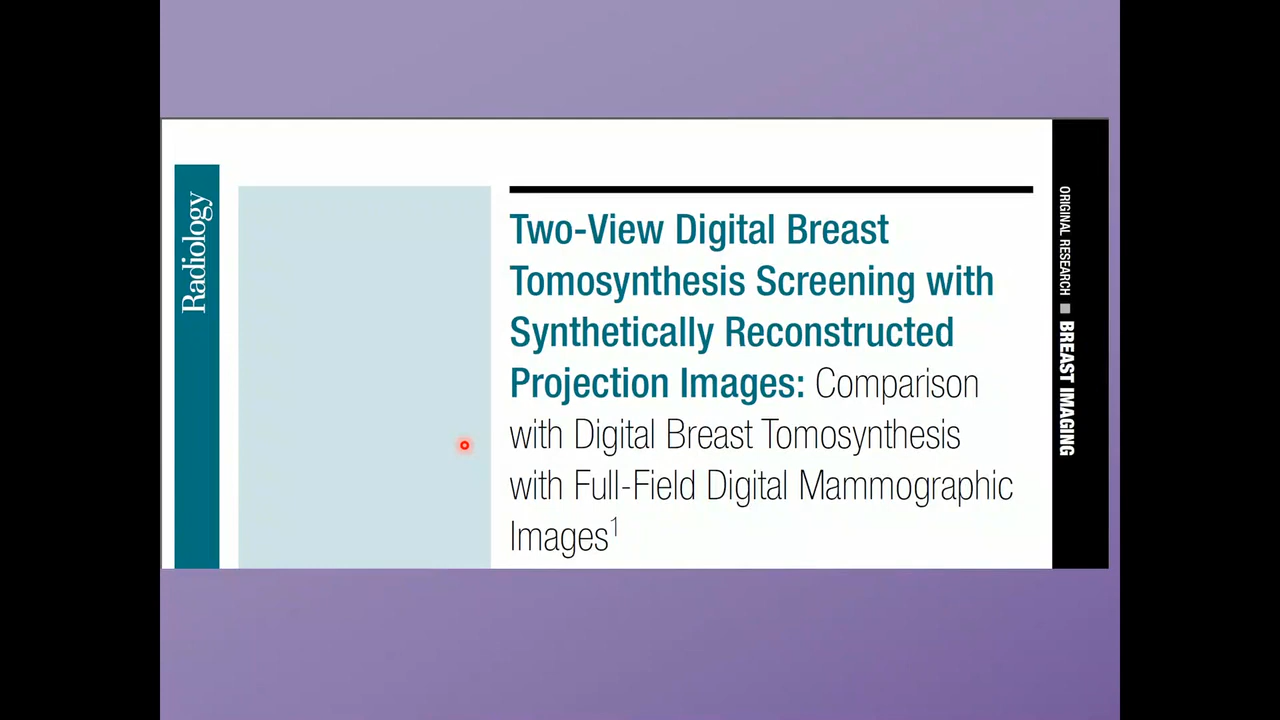 Radiology
Two-View Digital Breast
Tomosynthesis Screening with
Synthetically Reconstructed
Projection Images: Comparison
with Digital Breast Tomosynthesis
with Full-Field Digital Mammographic
Images1
ORIGINAL RESEARCH ■ BREAST IMAGING